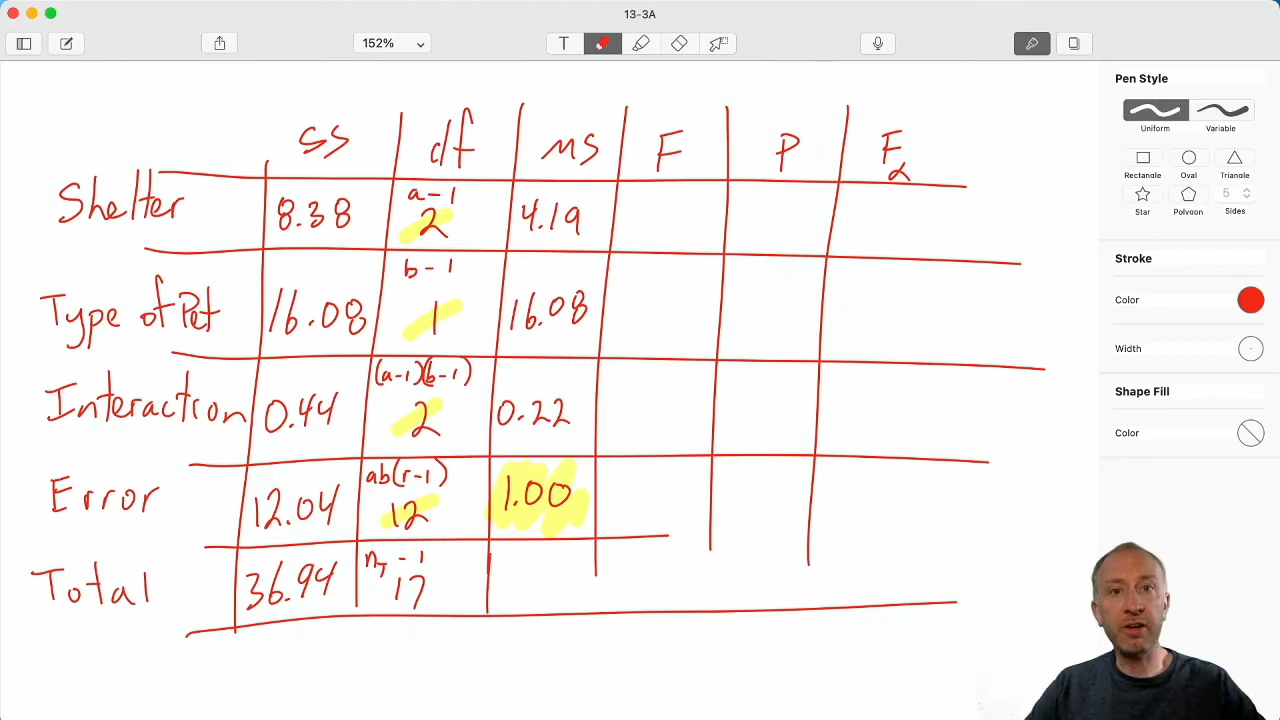 13-3A
152%
T
Pen Style
Uniform Variable
Rectangle Oval Triangle
5
Star Polygon Sides
Stroke
Color
Width
Shape Fill
Color
SS df MS F P Fα
Shelter 8.38 a-1 2 4.19
Type of Pet 16.08 b-1 1 16.08
Interaction 0.44 (a-1)(b-1) 2 0.22
Error 12.04 ab(r-1) 12 1.00
Total 36.94 nT-1 17